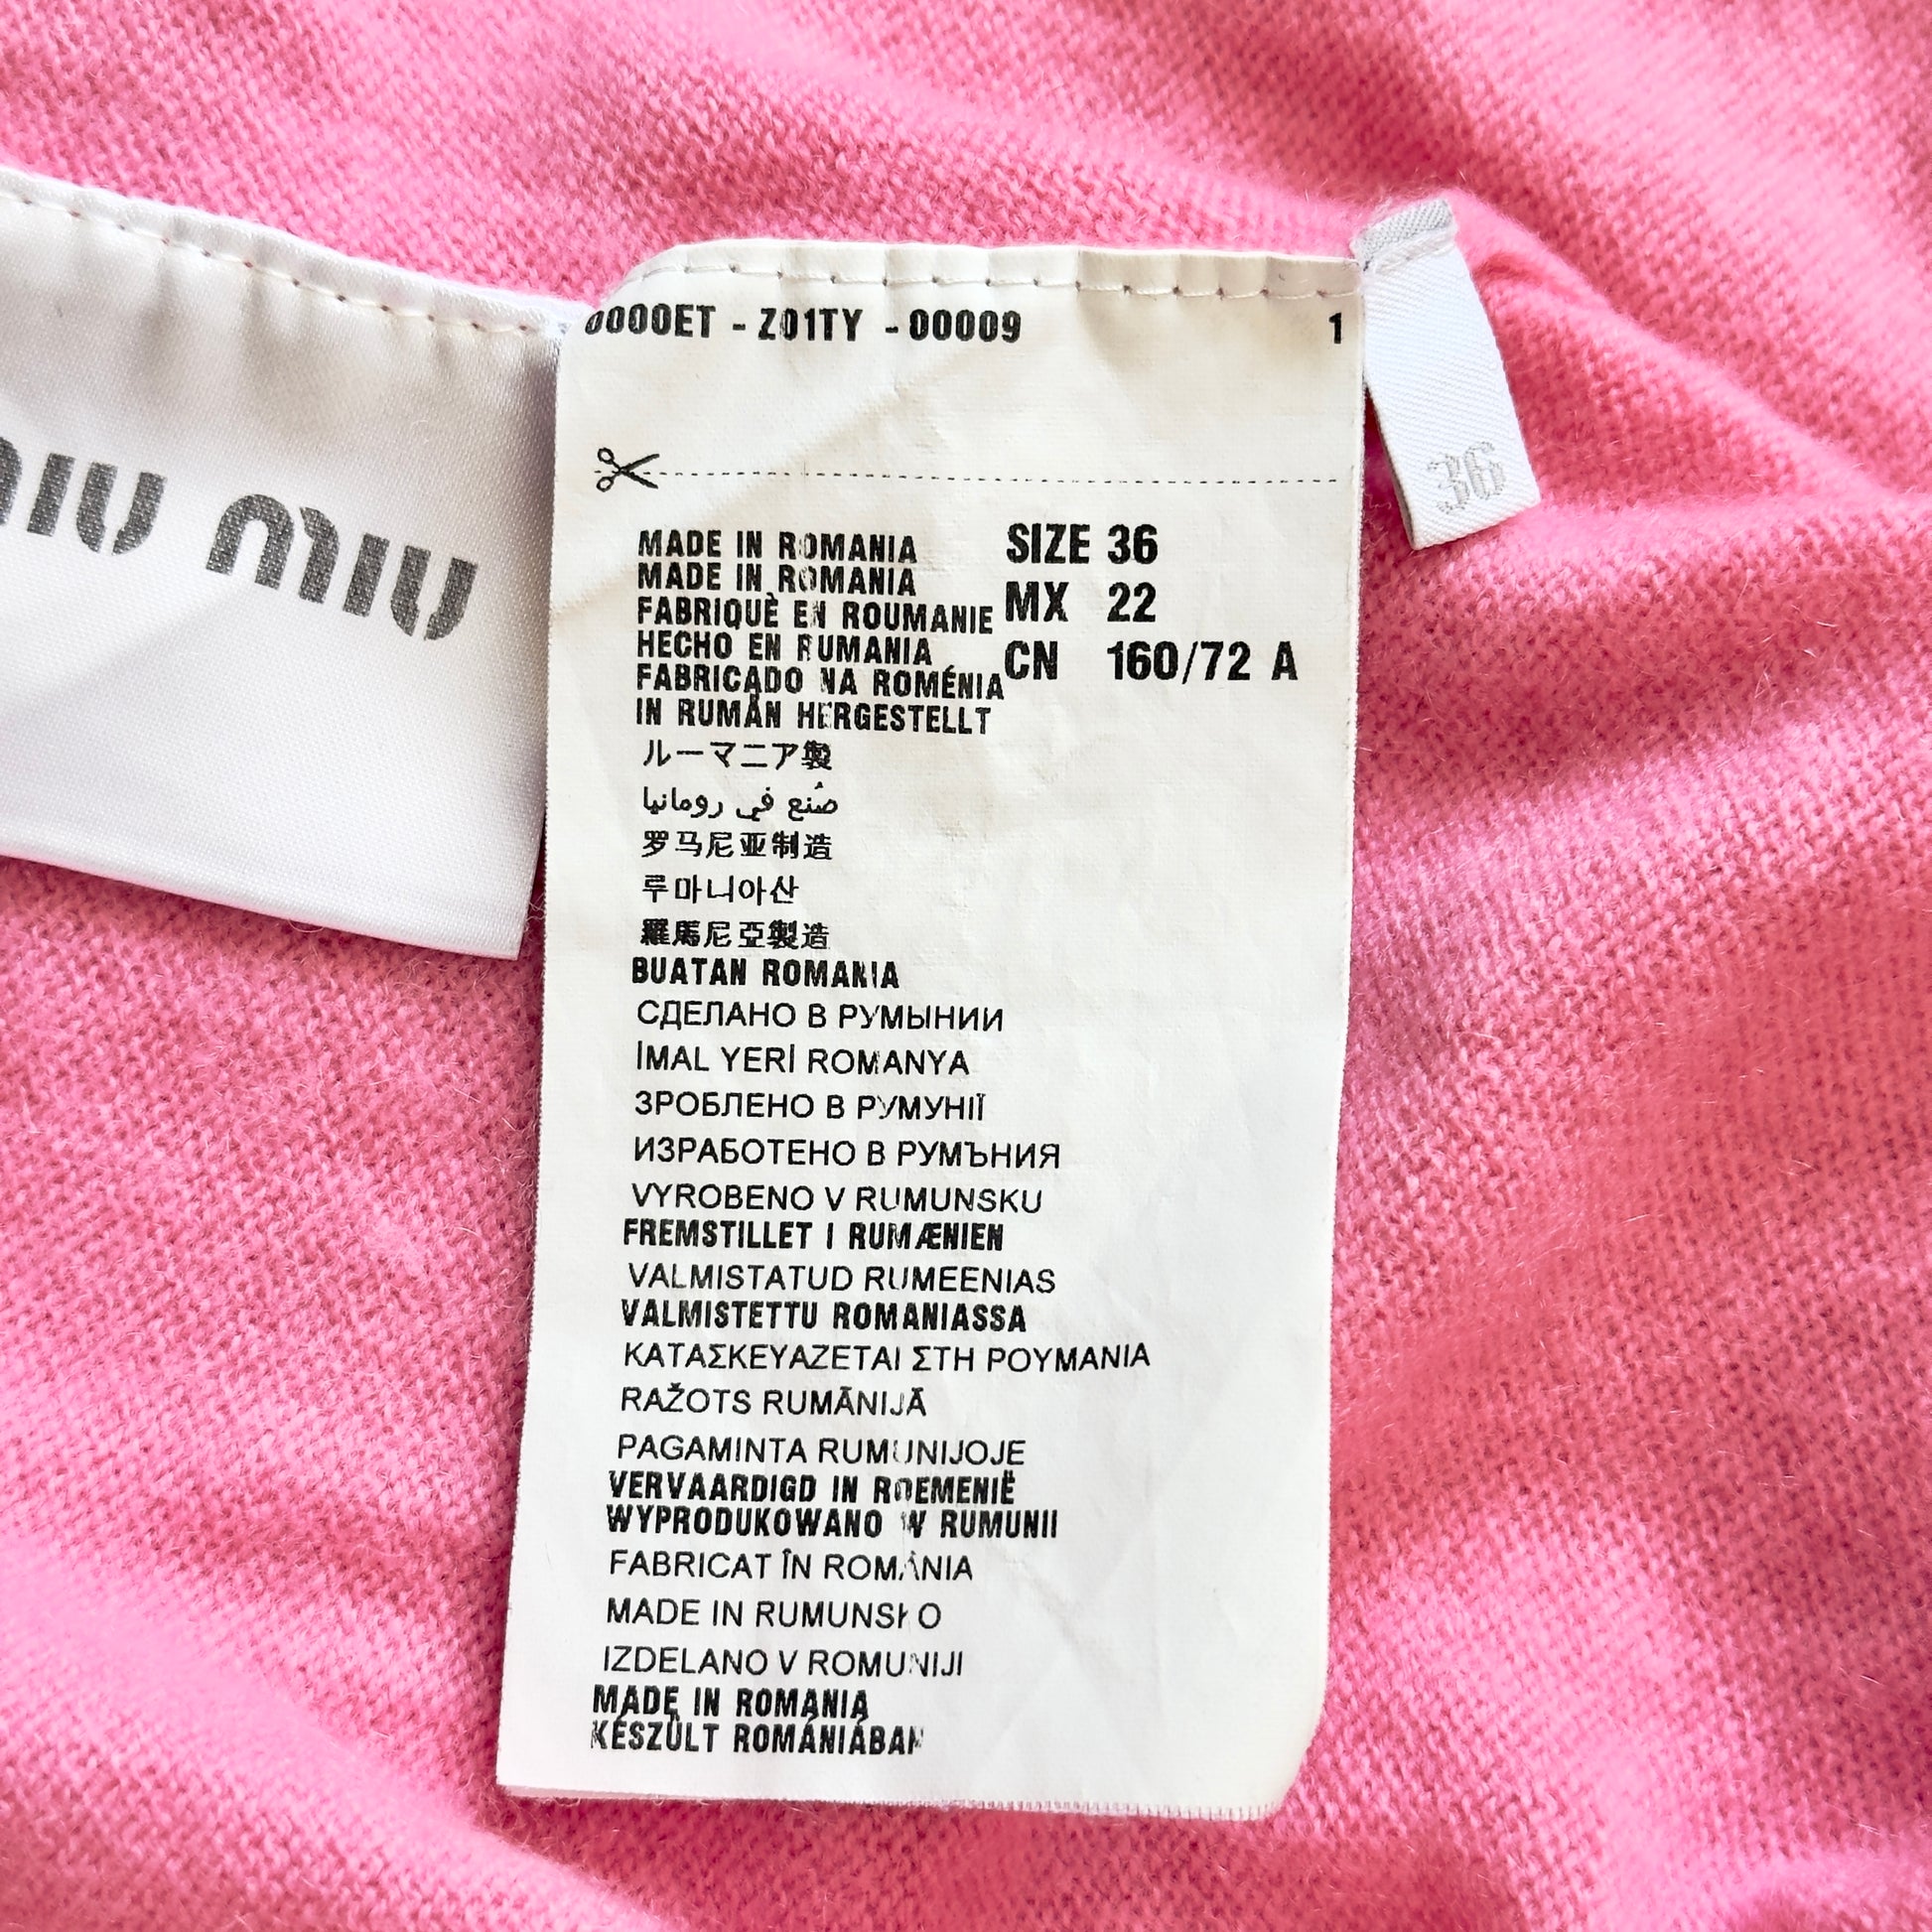 0000ET - Z01TY - 00009 1
MADE IN ROMANIA
MADE IN ROMANIA
FABRIQUÈ EN ROUMANIE
HECHO EN RUMANIA
FABRICADO NA ROMÉNIA
IN RUMÄN HERGESTELLT
ルーマニア製
صُنع في رومانيا
罗马尼亚制造
루마니아산
羅馬尼亞製造
BUATAN ROMANIA
СДЕЛАНО В РУМЫНИИ
İMAL YERİ ROMANYA
ЗРОБЛЕНО В РУМУНІЇ
ИЗРАБОТЕНО В РУМЪНИЯ
VYROBENO V RUMUNSKU
FREMSTILLET I RUMÆNIEN
VALMISTATUD RUMEENIAS
VALMISTETTU ROMANIASSA
ΚΑΤΑΣΚΕΥΑΖΕΤΑΙ ΣΤΗ ΡΟΥΜΑΝΙΑ
RAŽOTS RUMĀNIJĀ
PAGAMINTA RUMUNIJOJE
VERVAARDIGD IN ROEMENIË
WYPRODUKOWANO W RUMUNII
FABRICAT ÎN ROMÂNIA
MADE IN RUMUNSKO
IZDELANO V ROMUNIJI
MADE IN ROMANIA
KÉSZÜLT ROMÁNIÁBAN
SIZE 36
MX 22
CN 160/72 A
36
miu